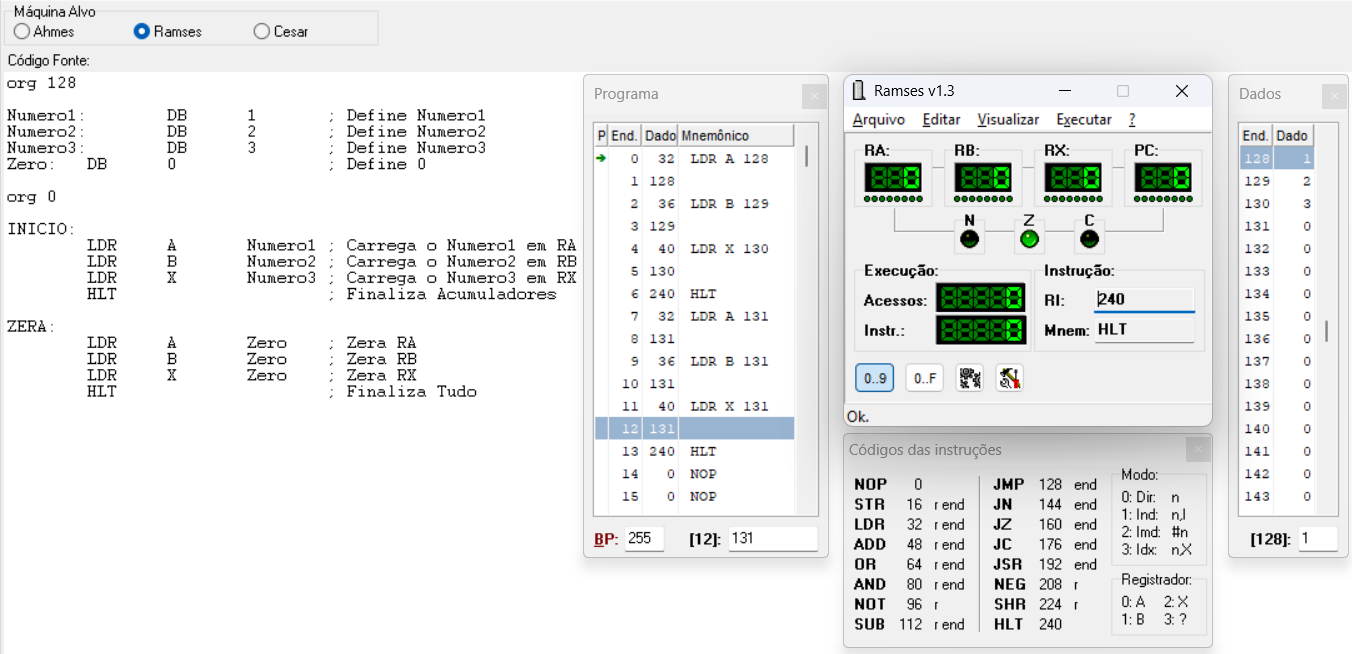 Máquina Alvo
Ahmes Ramses Cesar
Código Fonte:
org 128
Numero1: DB 1 ; Define Numero1
Numero2: DB 2 ; Define Numero2
Numero3: DB 3 ; Define Numero3
Zero: DB 0 ; Define 0
org 0
INICIO:
LDR A Numero1 ; Carrega o Numero1 em RA
LDR B Numero2 ; Carrega o Numero2 em RB
LDR X Numero3 ; Carrega o Numero3 em RX
HLT ; Finaliza Acumuladores
ZERA:
LDR A Zero ; Zera RA
LDR B Zero ; Zera RB
LDR X Zero ; Zera RX
HLT ; Finaliza Tudo
Programa
P End. Dado Mnemônico
0 32 LDR A 128
1 128
2 36 LDR B 129
3 129
4 40 LDR X 130
5 130
6 240 HLT
7 32 LDR A 131
8 131
9 36 LDR B 131
10 131
11 40 LDR X 131
12 131
13 240 HLT
14 0 NOP
15 0 NOP
BP: 255 [12]: 131
Ramses v1.3
Arquivo Editar Visualizar Executar ?
RA: RB: RX: PC:
0 0 0 0
N Z C
Execução: Instrução:
Acessos: 0 RI: 240
Instr.: 0 Mnem: HLT
0..9 0..F
Ok.
Códigos das instruções
NOP 0 JMP 128 end
STR 16 r end JN 144 end
LDR 32 r end JZ 160 end
ADD 48 r end JC 176 end
OR 64 r end JSR 192 end
AND 80 r end NEG 208 r
NOT 96 r SHR 224 r
SUB 112 r end HLT 240
Modo:
0: Dir: n
1: Ind: n,I
2: Imd: #n
3: Idx: n,X
Registrador:
0: A 2: X
1: B 3: ?
Dados
End. Dado
128 1
129 2
130 3
131 0
132 0
133 0
134 0
135 0
136 0
137 0
138 0
139 0
140 0
141 0
142 0
143 0
[128]: 1